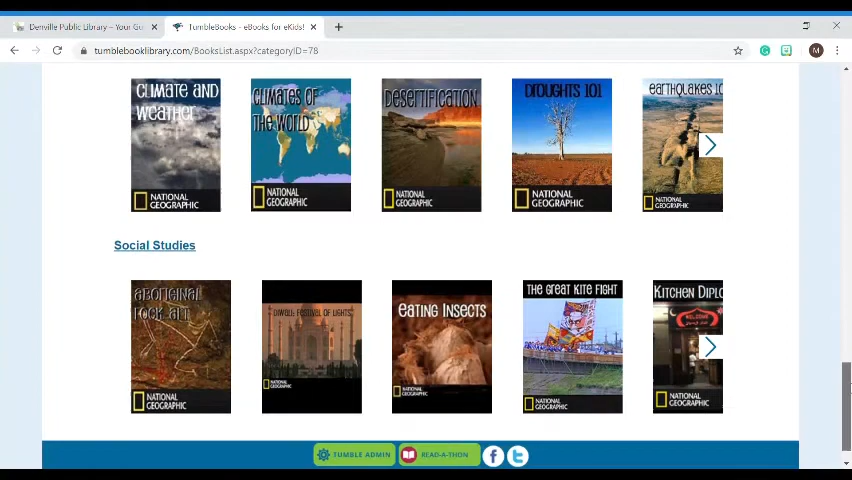 Denville Public Library – Your Gu
TumbleBooks - eBooks for eKids!
tumblebooklibrary.com/BooksList.aspx?categoryID=78
M
CLIMATE AND WEATHER
NATIONAL GEOGRAPHIC
CLIMATES OF THE WORLD
NATIONAL GEOGRAPHIC
DESERTIFICATION
NATIONAL GEOGRAPHIC
DROUGHTS 101
NATIONAL GEOGRAPHIC
EARTHQUAKES 10
NATIONAL GEOGRAPHIC
Social Studies
ABORIGINAL ROCK ART
NATIONAL GEOGRAPHIC
DIWALI: FESTIVAL OF LIGHTS
NATIONAL GEOGRAPHIC
EATING INSECTS
NATIONAL GEOGRAPHIC
THE GREAT KITE FIGHT
NATIONAL GEOGRAPHIC
KITCHEN DIPLO
WELCOME
NATIONAL GEOGRAPHIC
TUMBLE ADMIN
READ-A-THON